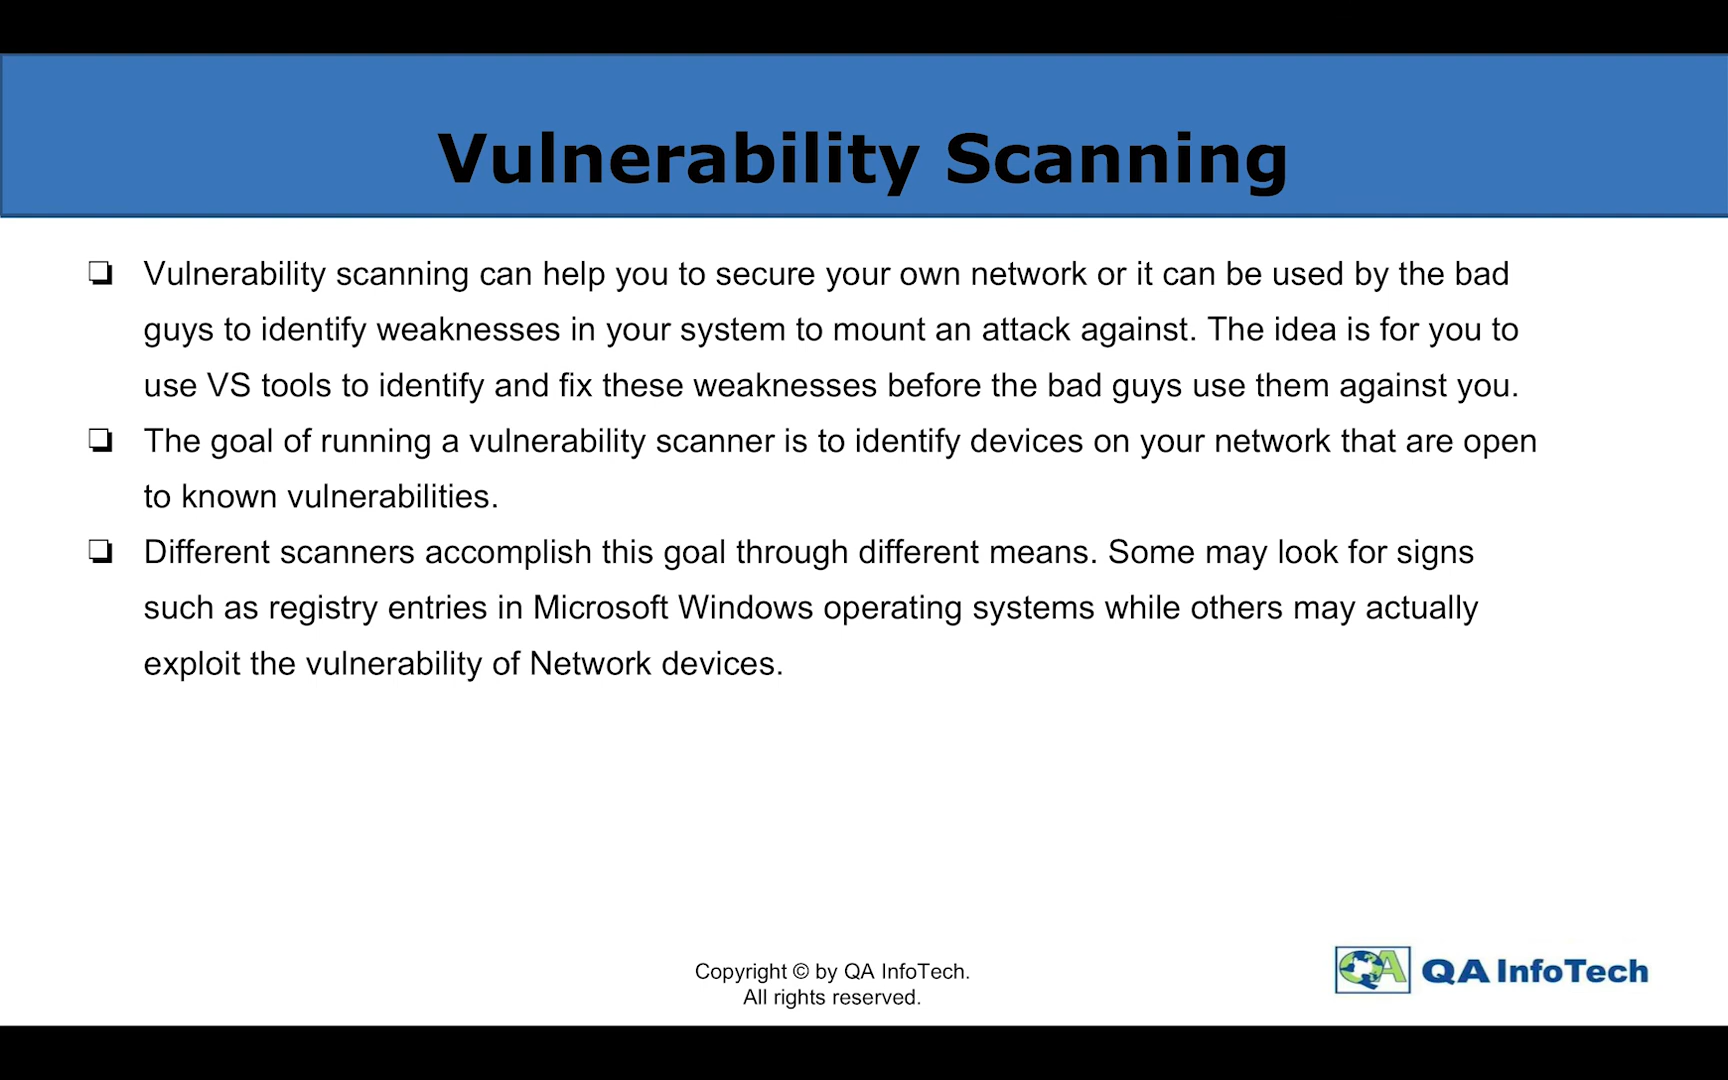 Vulnerability Scanning
❏ Vulnerability scanning can help you to secure your own network or it can be used by the bad
guys to identify weaknesses in your system to mount an attack against. The idea is for you to
use VS tools to identify and fix these weaknesses before the bad guys use them against you.
❏ The goal of running a vulnerability scanner is to identify devices on your network that are open
to known vulnerabilities.
❏ Different scanners accomplish this goal through different means. Some may look for signs
such as registry entries in Microsoft Windows operating systems while others may actually
exploit the vulnerability of Network devices.
Copyright © by QA InfoTech.
All rights reserved.
QA QA InfoTech